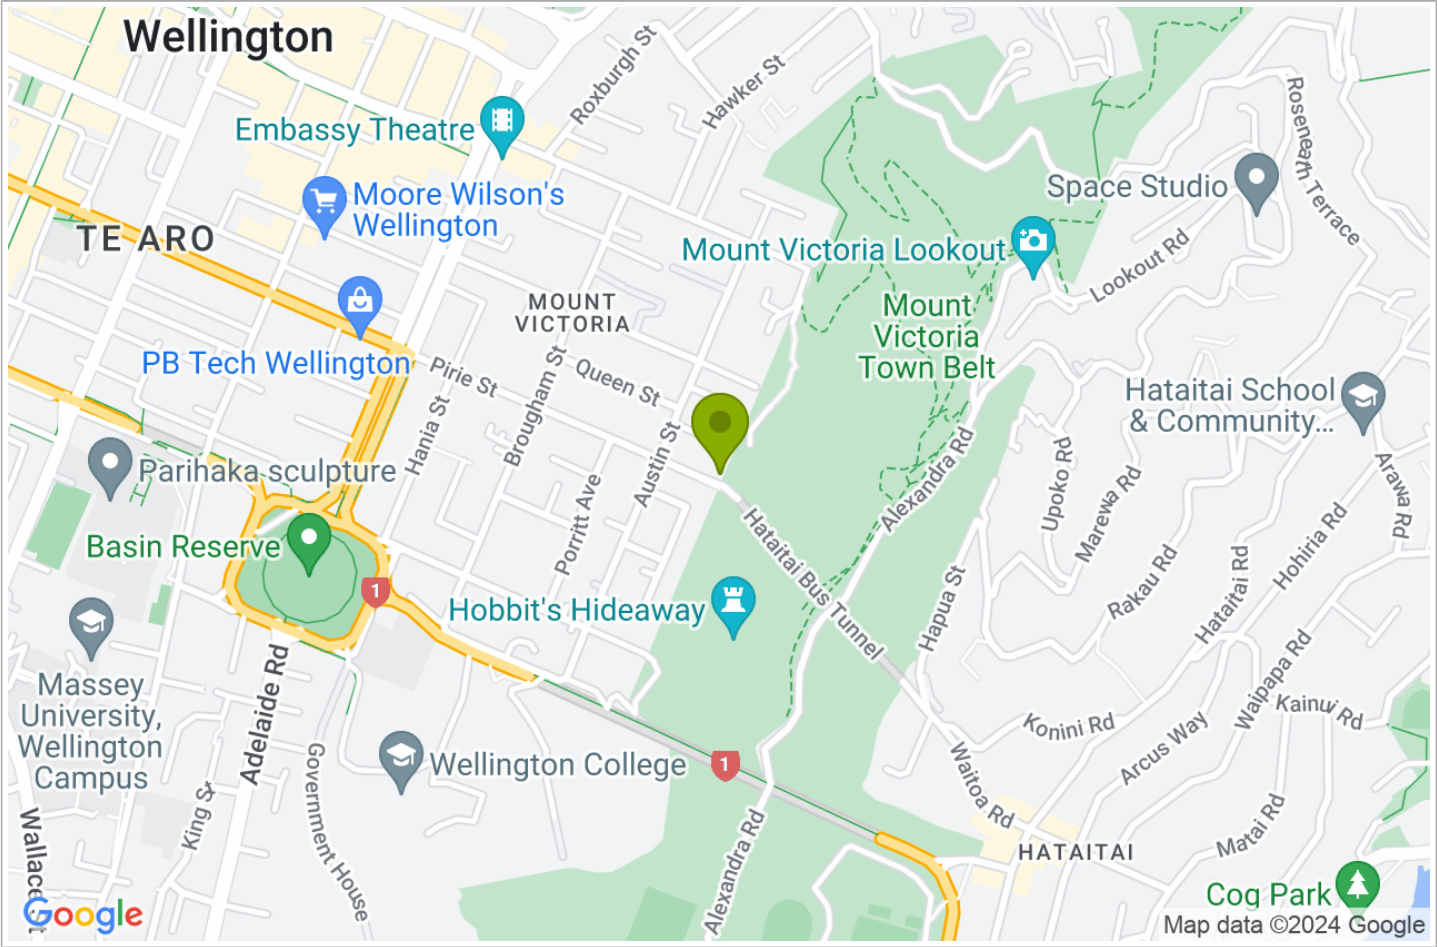 Wellington
Roxburgh St
Hawker St
Rosenearth Terrace
Embassy Theatre
Space Studio
Moore Wilson's
Wellington
TE ARO
Mount Victoria Lookout
Lookout Rd
MOUNT
VICTORIA
Mount
Victoria
Town Belt
PB Tech Wellington
Pirie St
Queen St
Hataitai School
& Community...
Hania St
Brougham St
Austin St
Parihaka sculpture
Porritt Ave
Alexandra Rd
Upoko Rd
Marewa Rd
Arawa Rd
Basin Reserve
Hataitai Bus Tunnel
Hohiria Rd
1
Hobbit's Hideaway
Hapua St
Rakau Rd
Hataitai Rd
Waipapa Rd
Massey
University,
Wellington
Campus
Adelaide Rd
Kainui Rd
Konini Rd
Arcus Way
Wellington College
1
Government House
King St
Waitoa Rd
Matai Rd
Wallace St
Alexandra Rd
HATAITAI
Cog Park
Google
Map data ©2024 Google